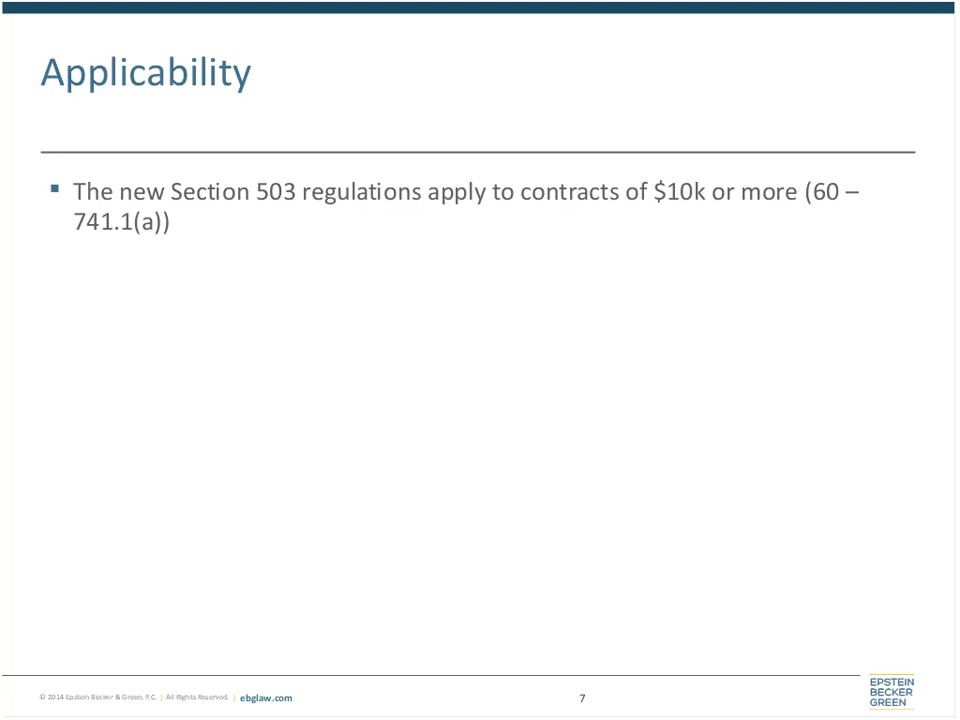 Applicability
▪ The new Section 503 regulations apply to contracts of $10k or more (60 –
741.1(a))
© 2014 Epstein Becker & Green, P.C. | All Rights Reserved. | ebglaw.com
7
EPSTEIN
BECKER
GREEN